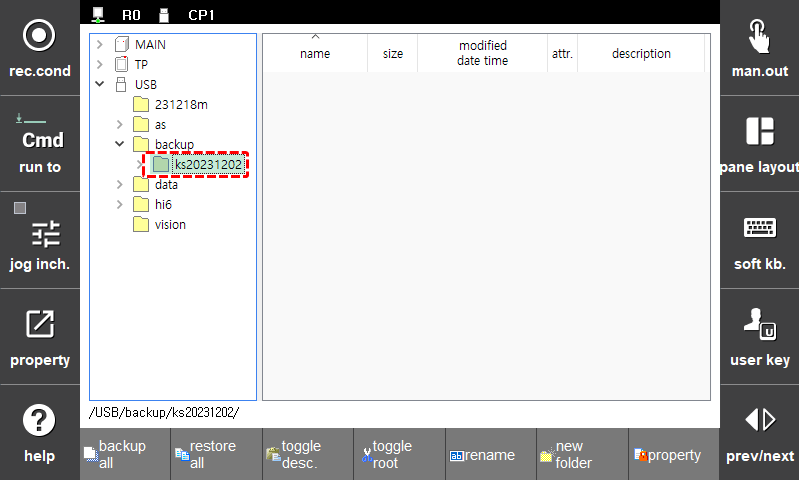 R0 CP1
rec.cond
Cmd
run to
jog inch.
property
help
MAIN
TP
USB
231218m
as
backup
ks20231202
data
hi6
vision
name
size
modified
date time
attr.
description
/USB/backup/ks20231202/
backup
all
restore
all
toggle
desc.
toggle
root
rename
new
folder
property
man.out
pane layout
soft kb.
U
user key
prev/next